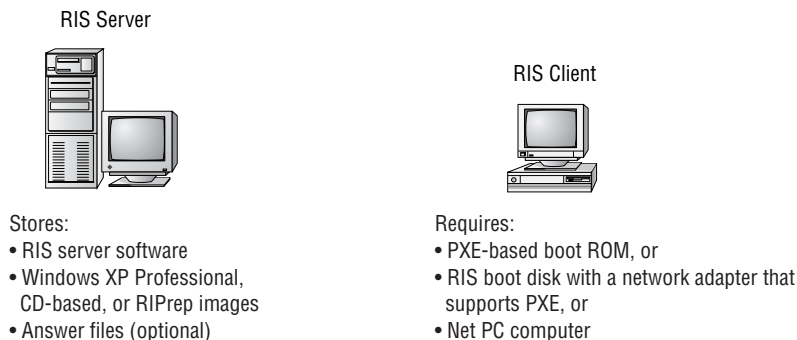 RIS Server
RIS Client
Stores:
• RIS server software
• Windows XP Professional,
CD-based, or RIPrep images
• Answer files (optional)
Requires:
• PXE-based boot ROM, or
• RIS boot disk with a network adapter that
supports PXE, or
• Net PC computer